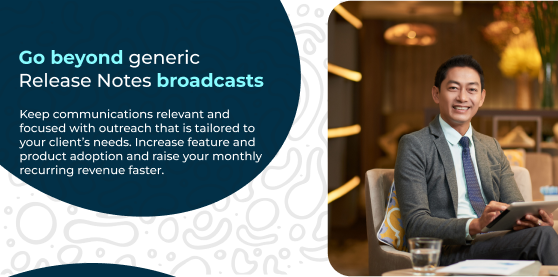 Go beyond generic
Release Notes broadcasts
Keep communications relevant and
focused with outreach that is tailored to
your client's needs. Increase feature and
product adoption and raise your monthly
recurring revenue faster.